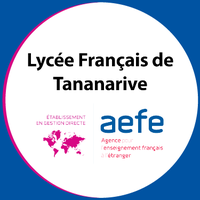 Lycée Français de
Tananarive
ÉTABLISSEMENT
EN GESTION DIRECTE
aefe
Agence
enseignement français
étranger